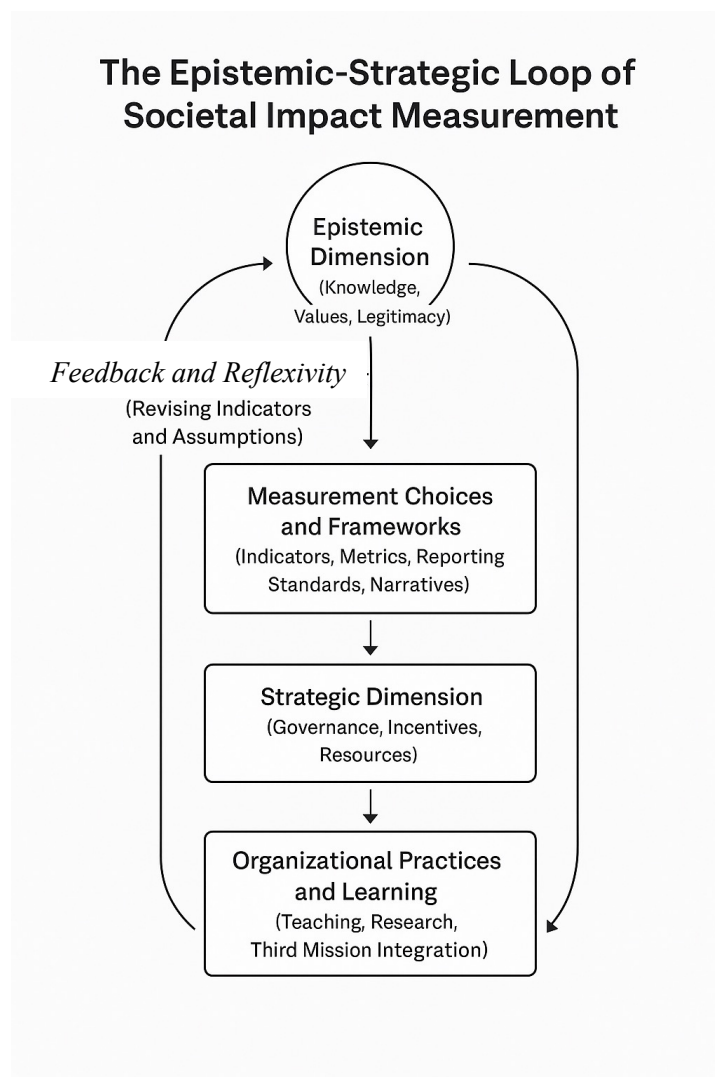 The Epistemic-Strategic Loop of
Societal Impact Measurement
Epistemic
Dimension
(Knowledge,
Values, Legitimacy)
Feedback and Reflexivity
(Revising Indicators
and Assumptions)
Measurement Choices
and Frameworks
(Indicators, Metrics, Reporting
Standards, Narratives)
Strategic Dimension
(Governance, Incentives,
Resources)
Organizational Practices
and Learning
(Teaching, Research,
Third Mission Integration)